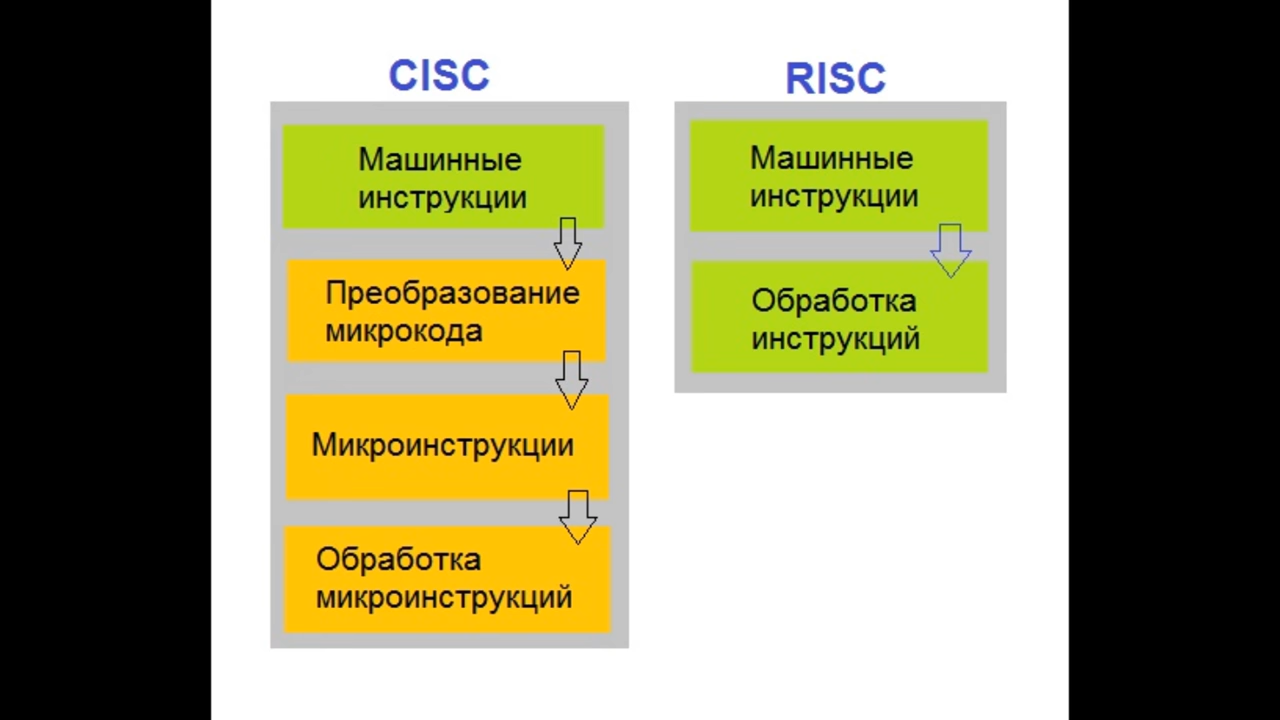 CISC
Машинные
инструкции
Преобразование
микрокода
Микроинструкции
Обработка
микроинструкций
RISC
Машинные
инструкции
Обработка
инструкций